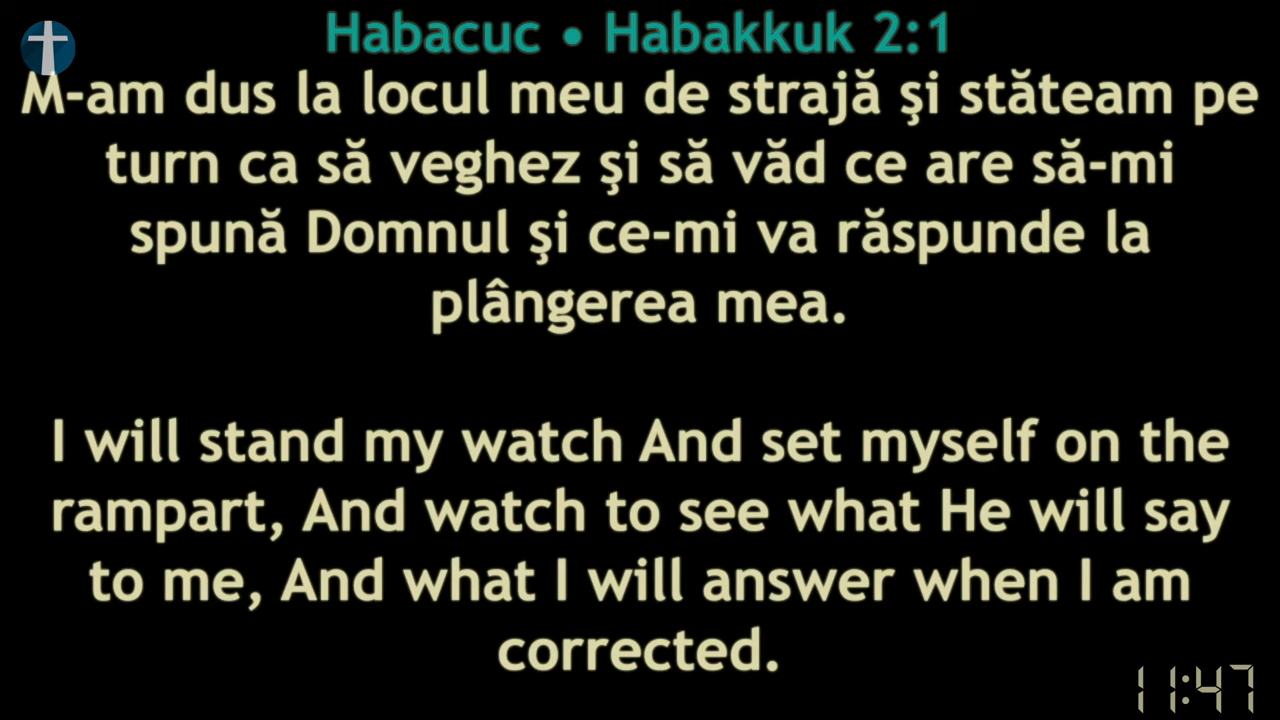 Habacuc • Habakkuk 2:1
M-am dus la locul meu de strajă şi stăteam pe
turn ca să veghez şi să văd ce are să-mi
spună Domnul şi ce-mi va răspunde la
plângerea mea.
I will stand my watch And set myself on the
rampart, And watch to see what He will say
to me, And what I will answer when I am
corrected.
11:47